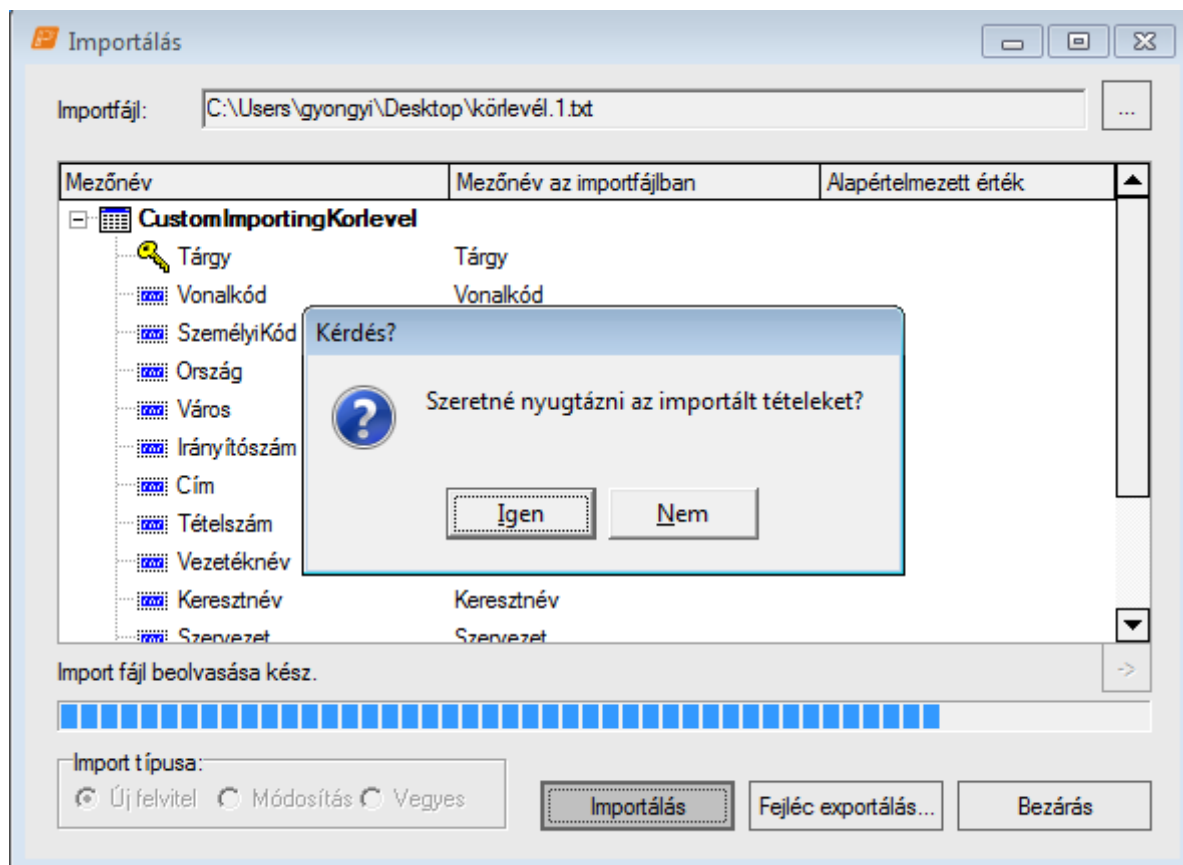 Importálás
Importfájl: C:\Users\gyongyi\Desktop\körlevél.1.txt ...
Mezőnév Mezőnév az importfájlban Alapértelmezett érték
CustomImportingKorlevel
Tárgy Tárgy
Vonalkód Vonalkód
SzemélyiKód
Ország
Város
Irányítószám
Cím
Tételszám
Vezetéknév
Keresztnév Keresztnév
Szervezet Szervezet
Kérdés?
Szeretné nyugtázni az importált tételeket?
Igen Nem
Import fájl beolvasása kész. ->
Import típusa:
Új felvitel Módosítás Vegyes
Importálás Fejléc exportálás... Bezárás